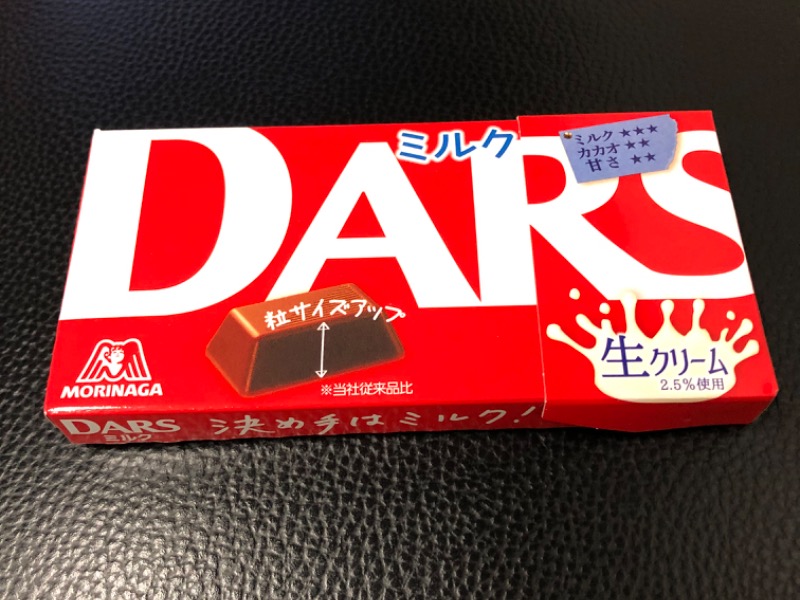 DARS
ミルク
ミルク ★★★
カカオ ★★
甘さ ★★
粒サイズアップ
※当社従来品比
生クリーム
2.5%使用
MORINAGA
DARS
ミルク
決め手はミルク!